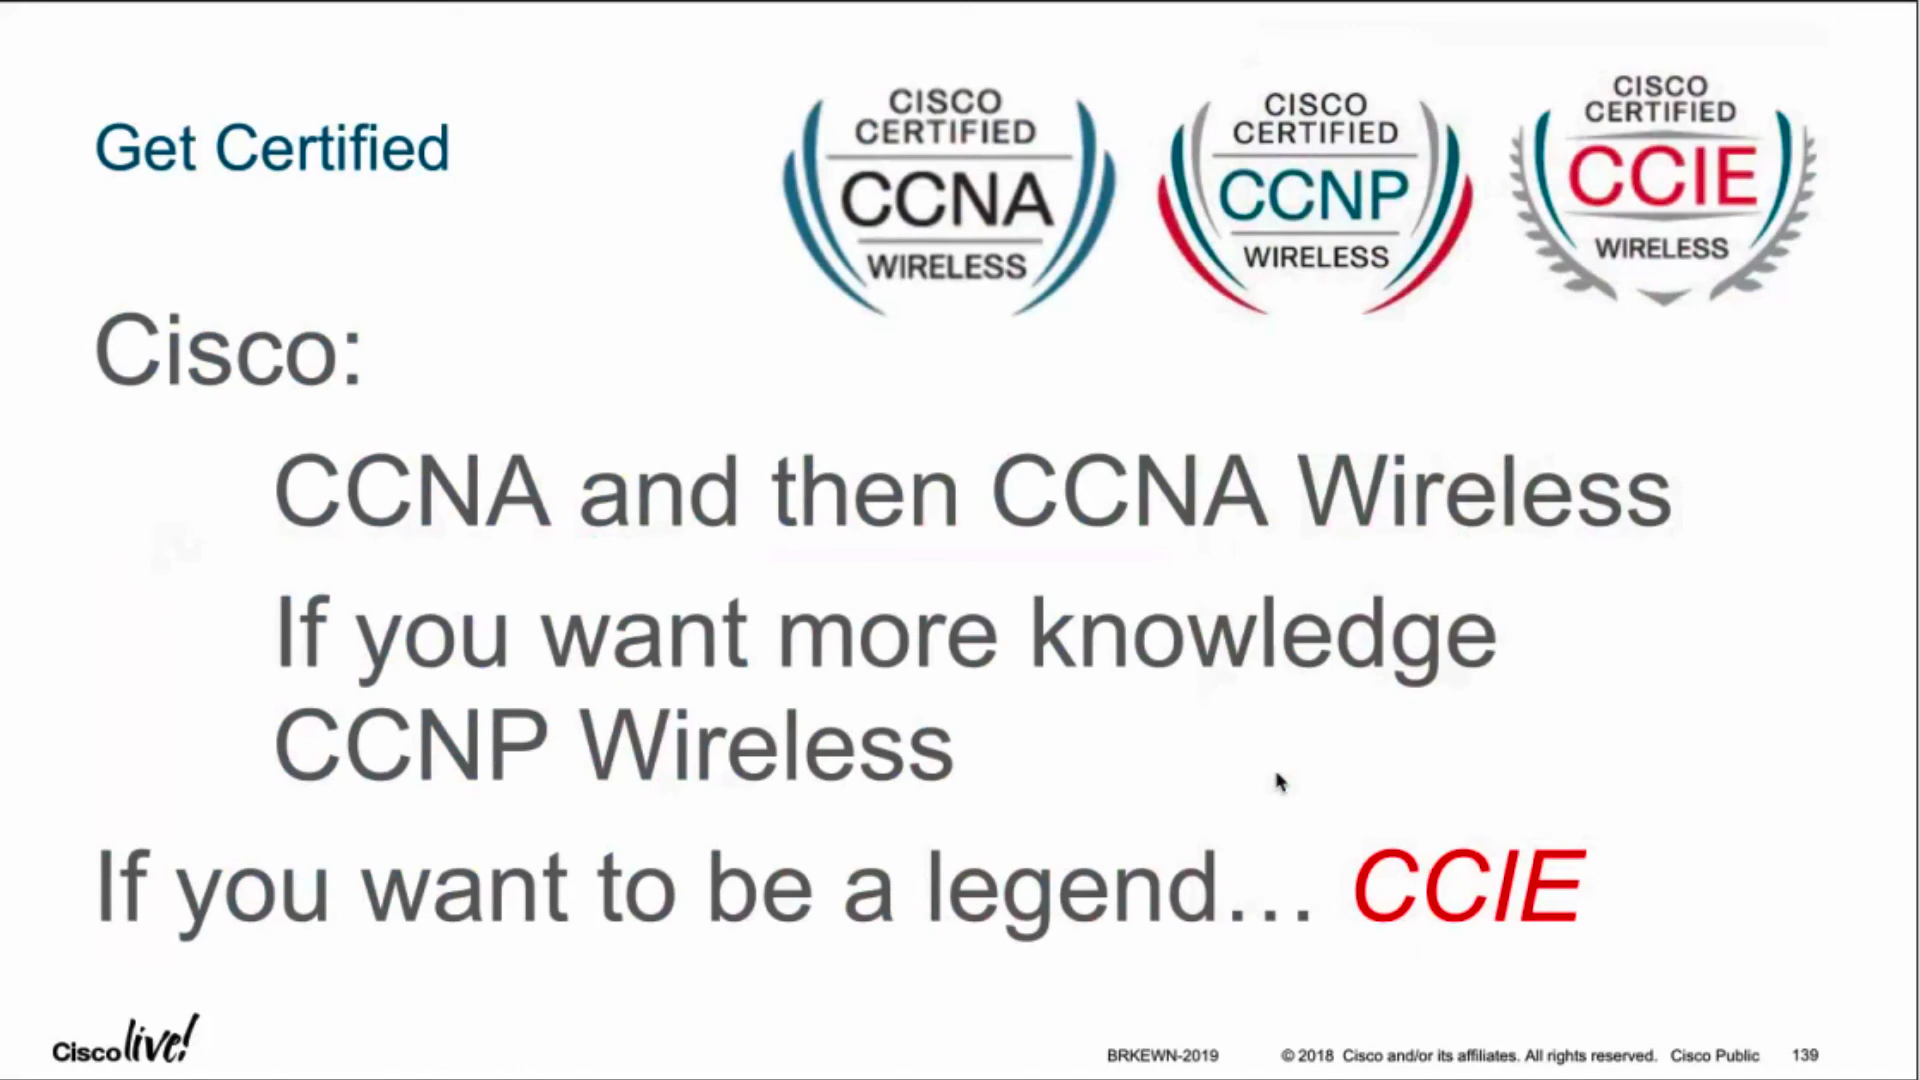 Get Certified
CISCO
CERTIFIED
CCNA
WIRELESS
CISCO
CERTIFIED
CCNP
WIRELESS
CISCO
CERTIFIED
CCIE
WIRELESS
Cisco:
CCNA and then CCNA Wireless
If you want more knowledge
CCNP Wireless
If you want to be a legend… CCIE
Cisco live!
BRKEWN-2019 © 2018 Cisco and/or its affiliates. All rights reserved. Cisco Public 139